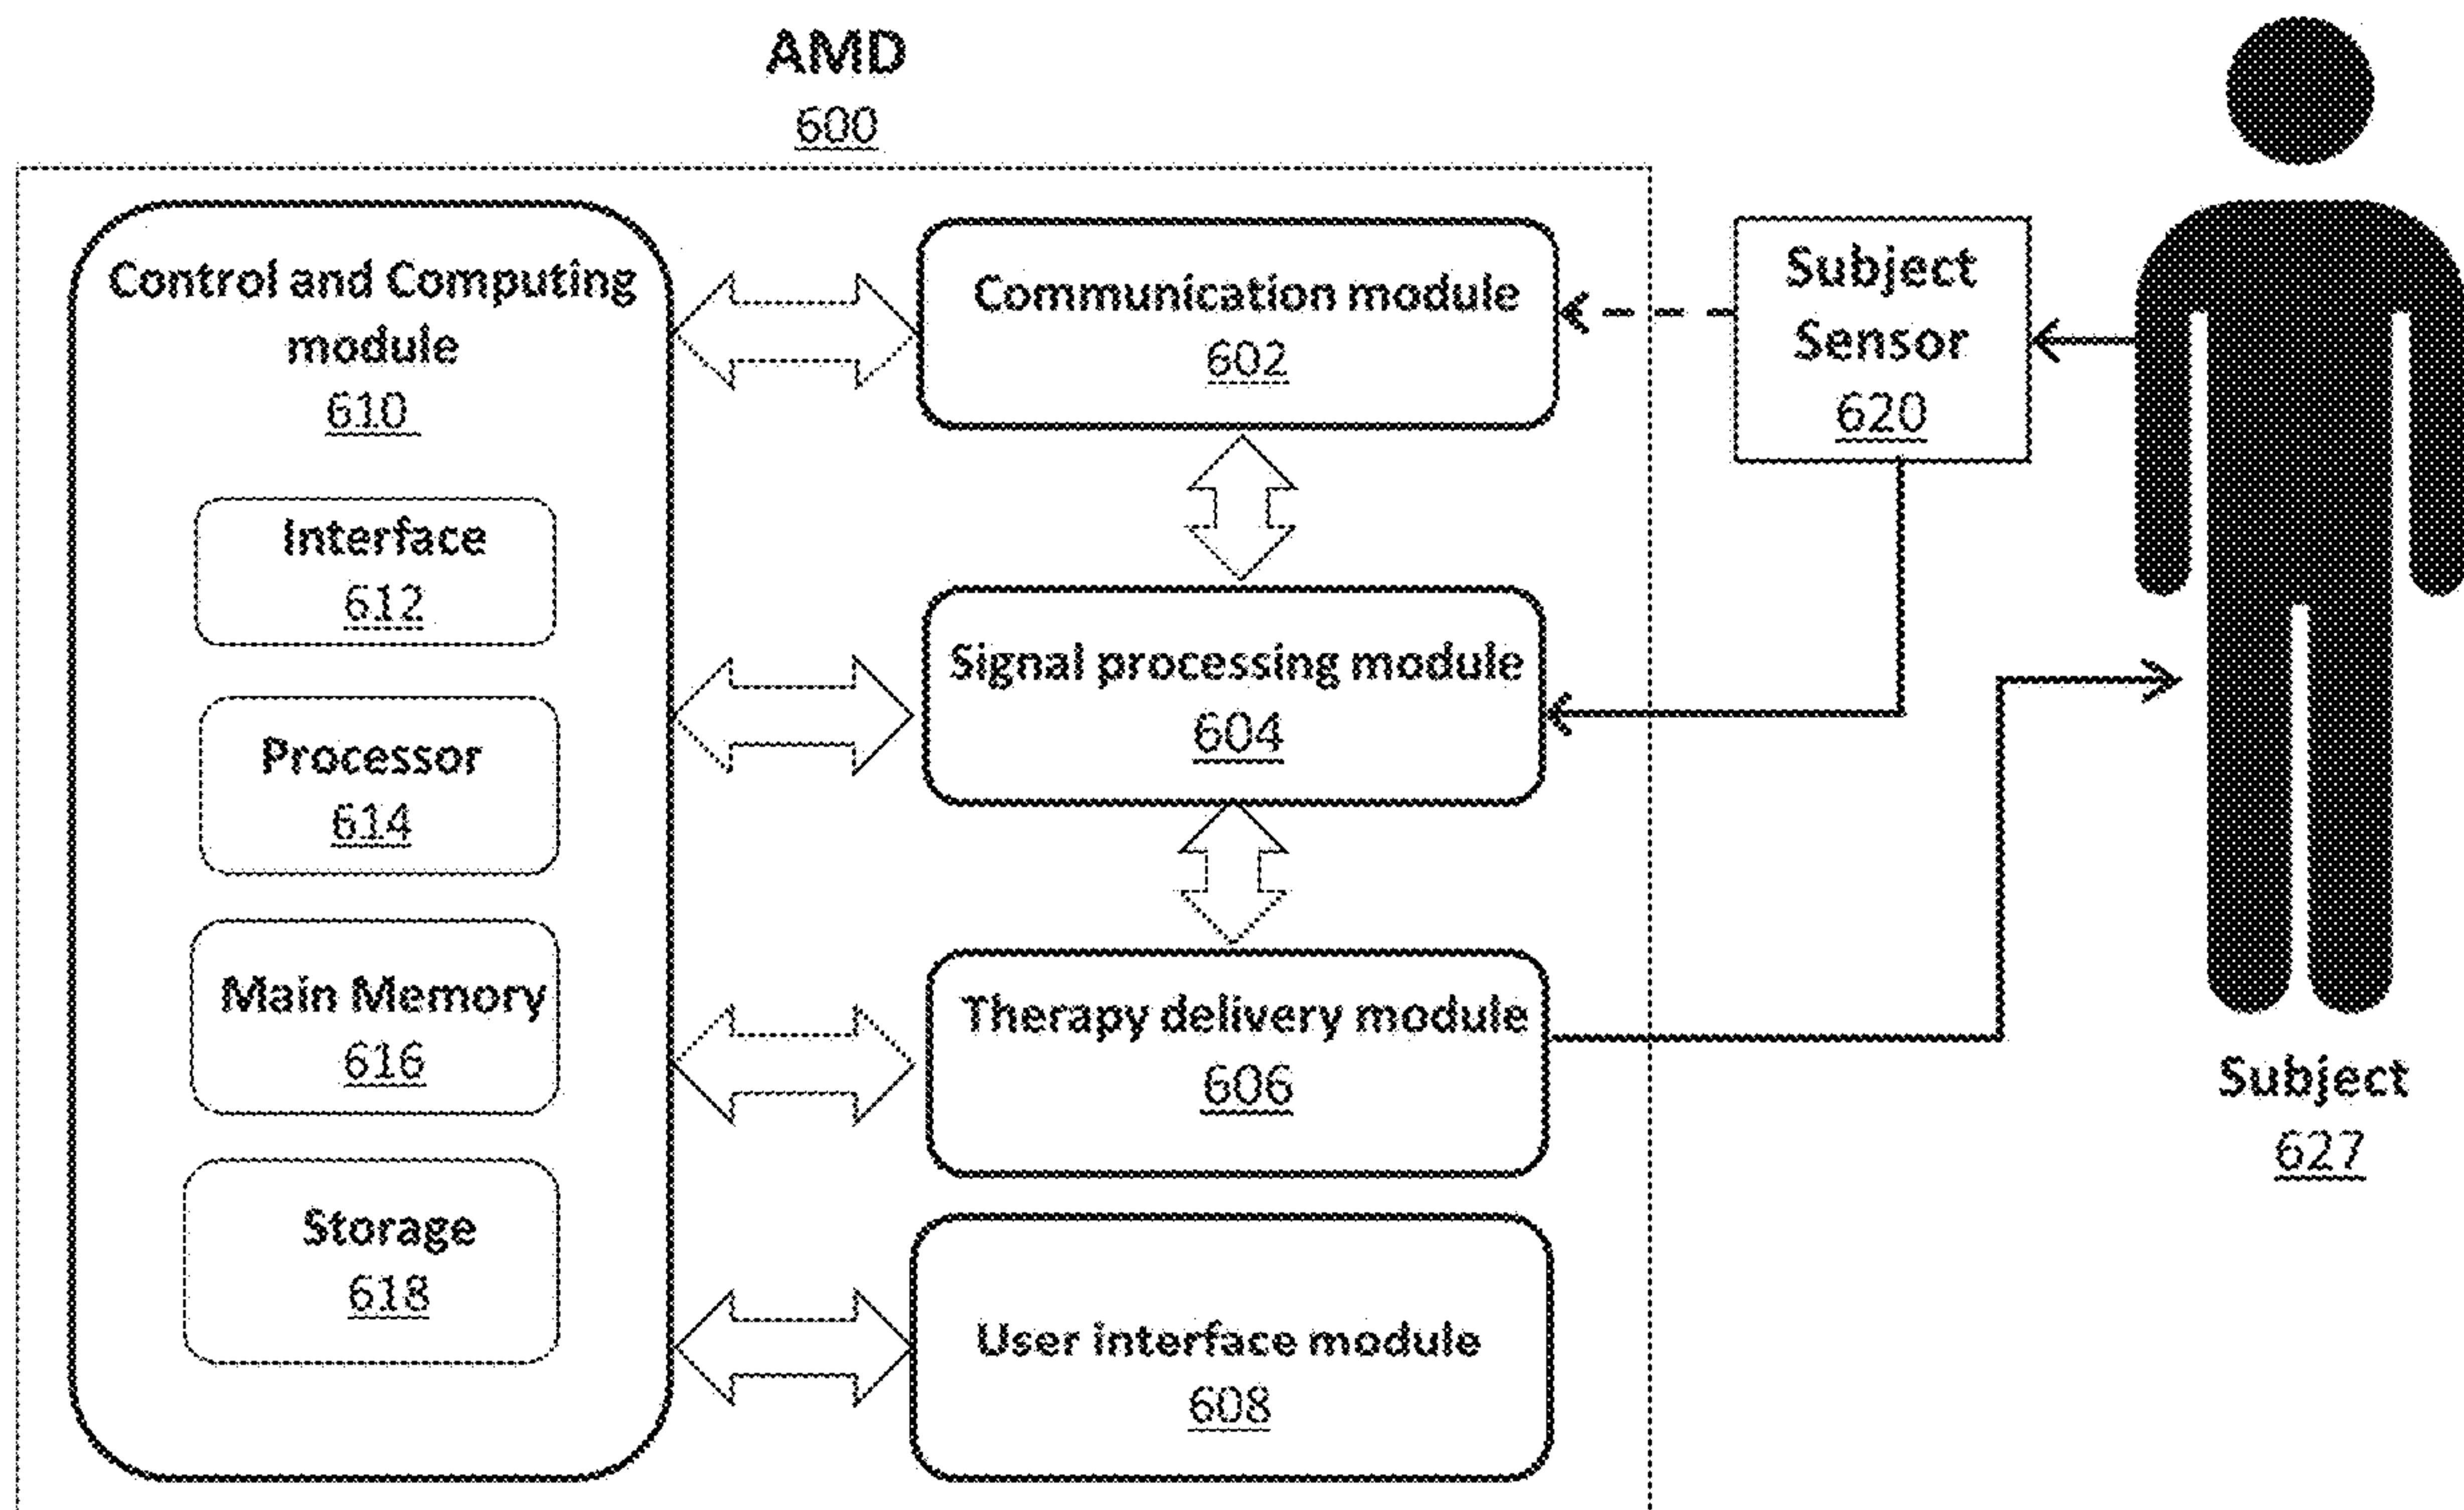 AMD
600
Control and Computing
module
610
Interface
612
Processor
614
Main Memory
616
Storage
618
Communication module
602
Signal processing module
604
Therapy delivery module
606
User interface module
608
Subject
Sensor
620
Subject
627